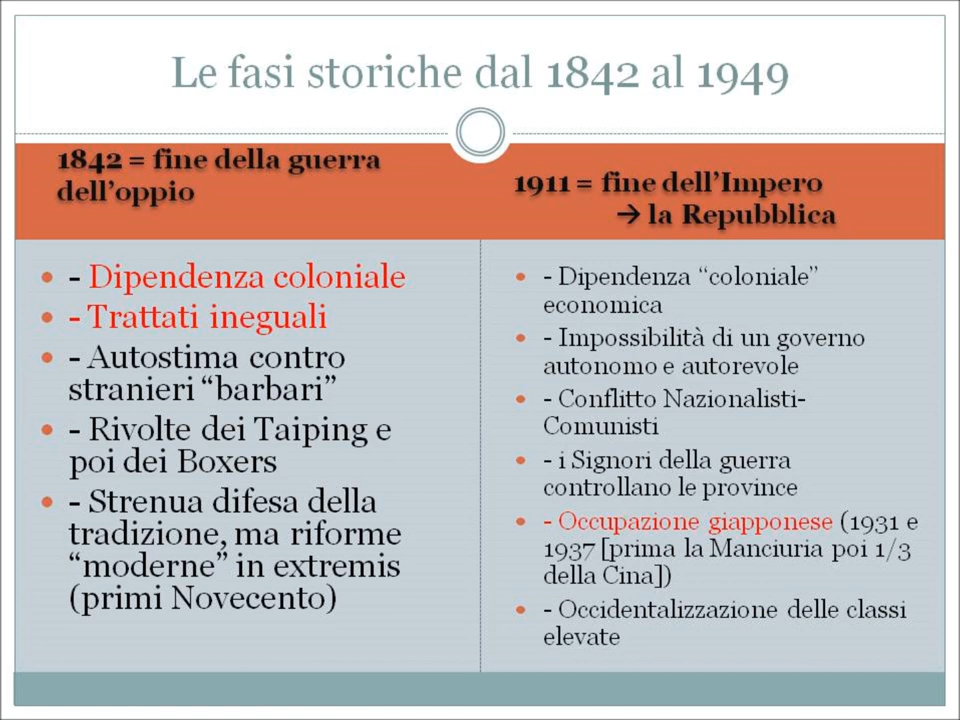 Le fasi storiche dal 1842 al 1949
1842 = fine della guerra
dell’oppio
- Dipendenza coloniale
- Trattati ineguali
- Autostima contro
stranieri “barbari”
- Rivolte dei Taiping e
poi dei Boxers
- Strenua difesa della
tradizione, ma riforme
“moderne” in extremis
(primi Novecento)
1911 = fine dell’Impero
→ la Repubblica
- Dipendenza “coloniale”
economica
- Impossibilità di un governo
autonomo e autorevole
- Conflitto Nazionalisti-
Comunisti
- i Signori della guerra
controllano le province
- Occupazione giapponese (1931 e
1937 [prima la Manciuria poi 1/3
della Cina])
- Occidentalizzazione delle classi
elevate